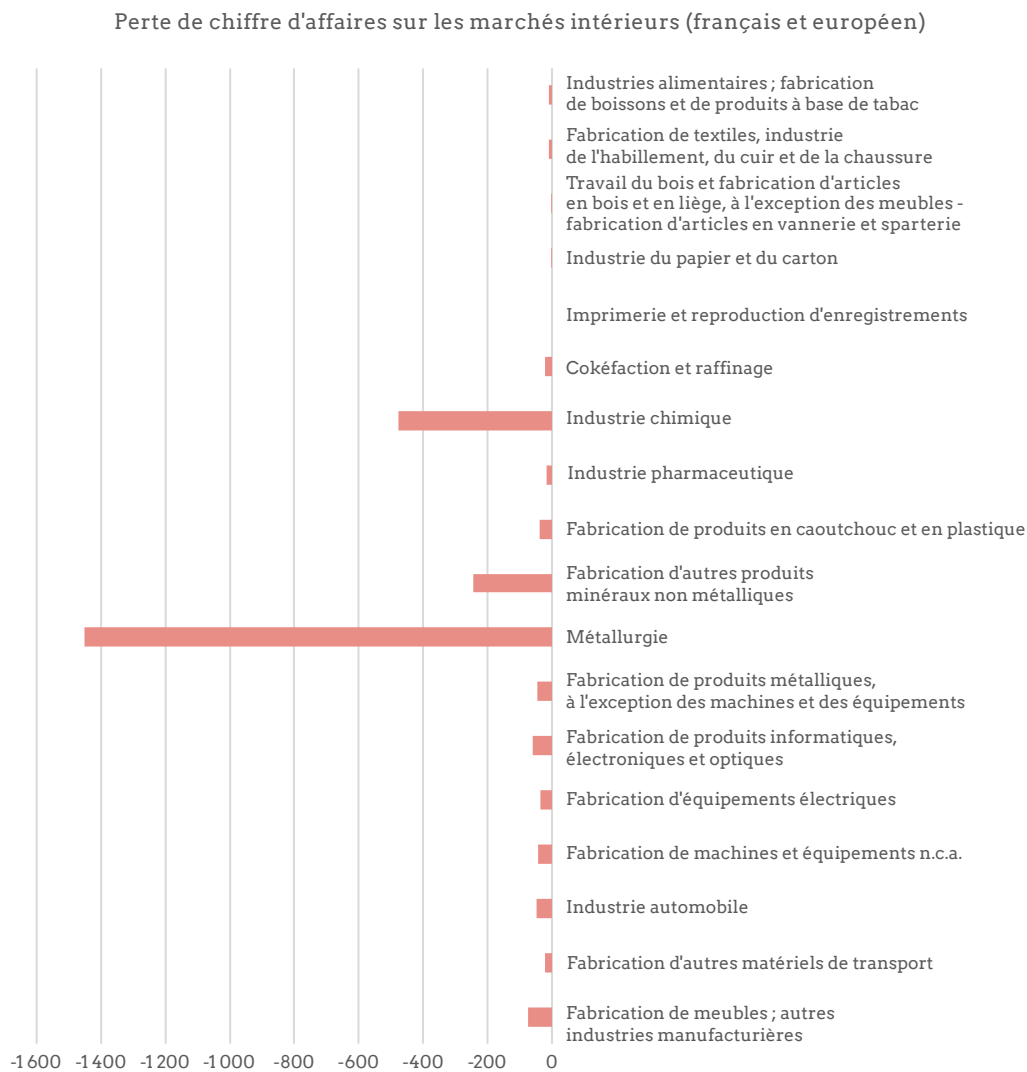 Perte de chiffre d'affaires sur les marchés intérieurs (français et européen)
Industries alimentaires ; fabrication
de boissons et de produits à base de tabac
Fabrication de textiles, industrie
de l'habillement, du cuir et de la chaussure
Travail du bois et fabrication d'articles
en bois et en liège, à l'exception des meubles -
fabrication d'articles en vannerie et sparterie
Industrie du papier et du carton
Imprimerie et reproduction d'enregistrements
Cokéfaction et raffinage
Industrie chimique
Industrie pharmaceutique
Fabrication de produits en caoutchouc et en plastique
Fabrication d'autres produits
minéraux non métalliques
Métallurgie
Fabrication de produits métalliques,
à l'exception des machines et des équipements
Fabrication de produits informatiques,
électroniques et optiques
Fabrication d'équipements électriques
Fabrication de machines et équipements n.c.a.
Industrie automobile
Fabrication d'autres matériels de transport
Fabrication de meubles ; autres
industries manufacturières
-1600 -1400 -1200 -1000 -800 -600 -400 -200 0